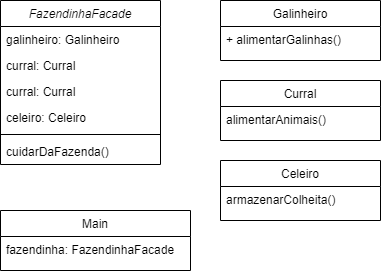 FazendinhaFacade
galinheiro: Galinheiro
curral: Curral
curral: Curral
celeiro: Celeiro
cuidarDaFazenda()
Galinheiro
+ alimentarGalinhas()
Curral
alimentarAnimais()
Celeiro
armazenarColheita()
Main
fazendinha: FazendinhaFacade